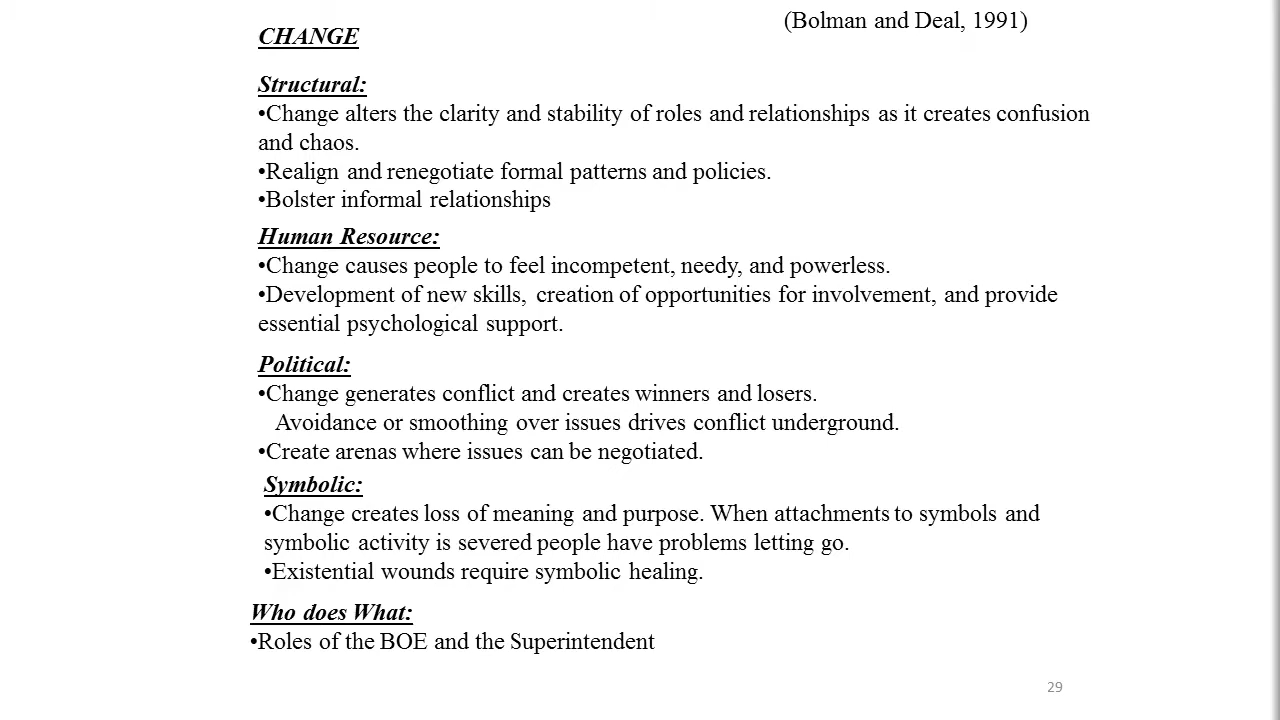 (Bolman and Deal, 1991)
CHANGE
Structural:
•Change alters the clarity and stability of roles and relationships as it creates confusion
and chaos.
•Realign and renegotiate formal patterns and policies.
•Bolster informal relationships
Human Resource:
•Change causes people to feel incompetent, needy, and powerless.
•Development of new skills, creation of opportunities for involvement, and provide
essential psychological support.
Political:
•Change generates conflict and creates winners and losers.
Avoidance or smoothing over issues drives conflict underground.
•Create arenas where issues can be negotiated.
Symbolic:
•Change creates loss of meaning and purpose. When attachments to symbols and
symbolic activity is severed people have problems letting go.
•Existential wounds require symbolic healing.
Who does What:
•Roles of the BOE and the Superintendent
29